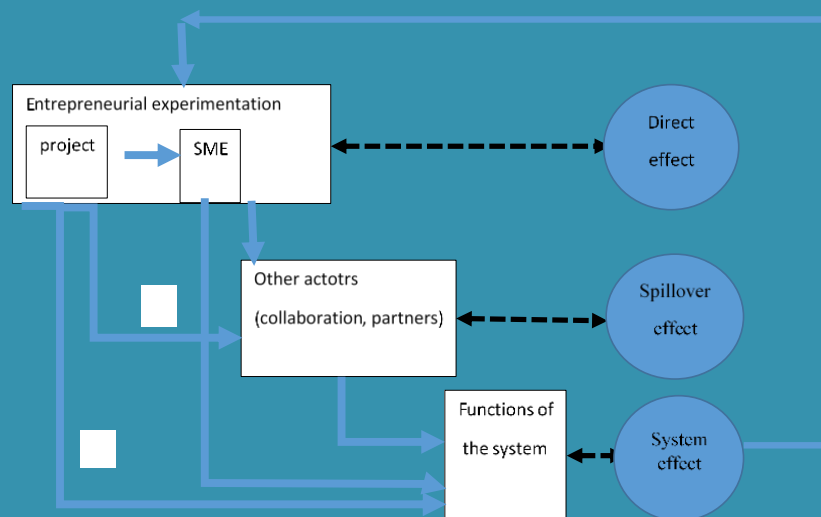 Entrepreneurial experimentation
project
SME
Direct
effect
Other actotrs
(collaboration, partners)
Spillover
effect
Functions of
the system
System
effect